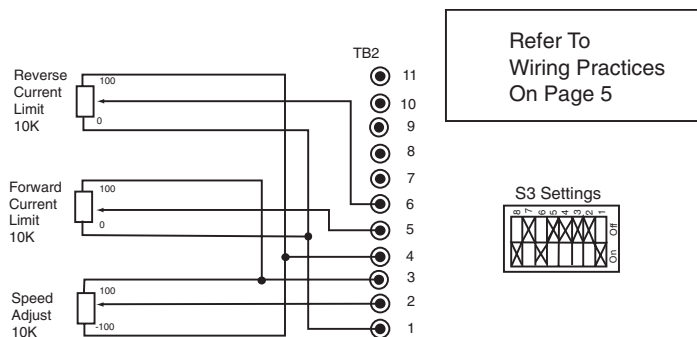 TB2
Reverse
Current
Limit
10K
100
0
Forward
Current
Limit
10K
100
0
Speed
Adjust
10K
100
-100
11
10
9
8
7
6
5
4
3
2
1
Refer To
Wiring Practices
On Page 5
S3 Settings
8 7 6 5 4 3 2 1
Off
On